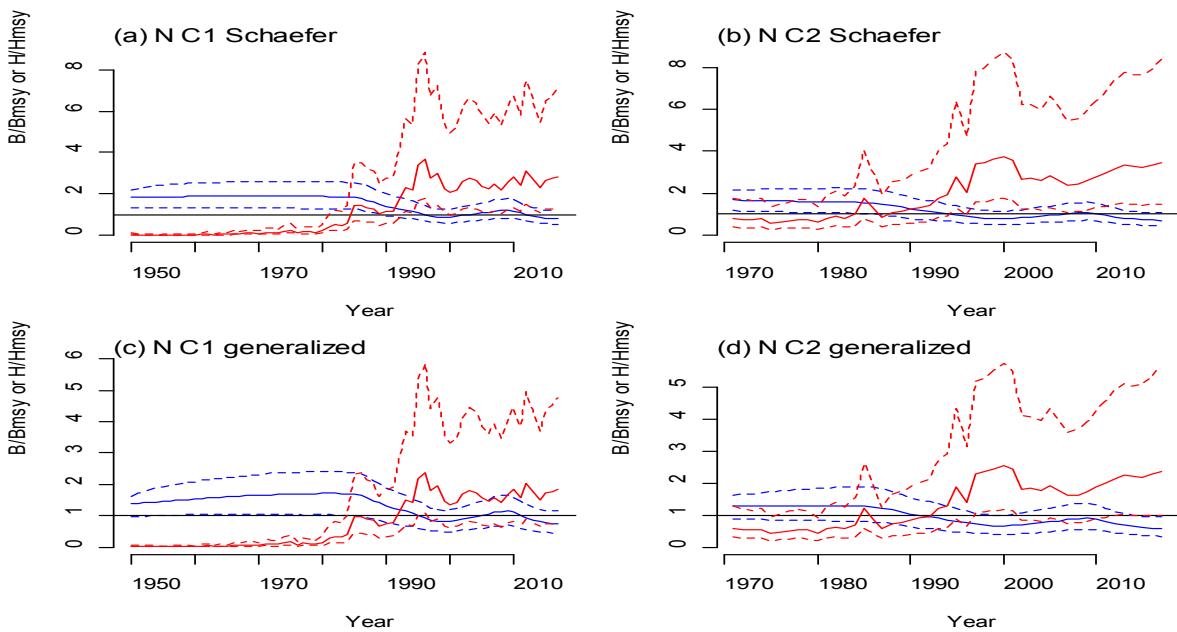 (a) N C1 Schaefer
B/Bmsy or H/Hmsy
8
6
4
2
0
1950 1970 1990 2010
Year
(b) N C2 Schaefer
B/Bmsy or H/Hmsy
8
6
4
2
0
1970 1980 1990 2000 2010
Year
(c) N C1 generalized
B/Bmsy or H/Hmsy
6
5
4
3
2
1
0
1950 1970 1990 2010
Year
(d) N C2 generalized
B/Bmsy or H/Hmsy
5
4
3
2
1
0
1970 1980 1990 2000 2010
Year